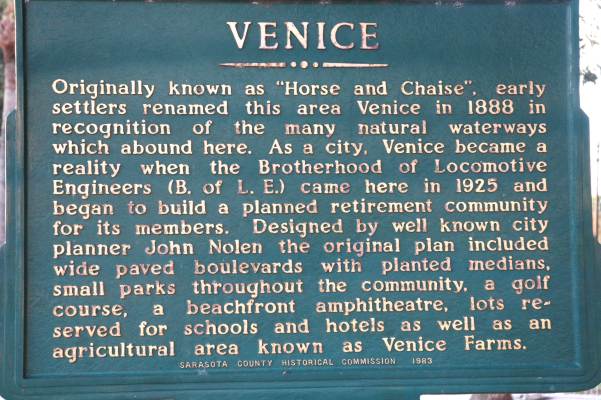 VENICE
Originally known as "Horse and Chaise", early
settlers renamed this area Venice in 1888 in
recognition of the many natural waterways
which abound here. As a city, Venice became a
reality when the Brotherhood of Locomotive
Engineers (B. of L. E.) came here in 1925 and
began to build a planned retirement community
for its members. Designed by well known city
planner John Nolen the original plan included
wide paved boulevards with planted medians,
small parks throughout the community, a golf
course, a beachfront amphitheatre, lots re-
served for schools and hotels as well as an
agricultural area known as Venice Farms.
SARASOTA COUNTY HISTORICAL COMMISSION 1983